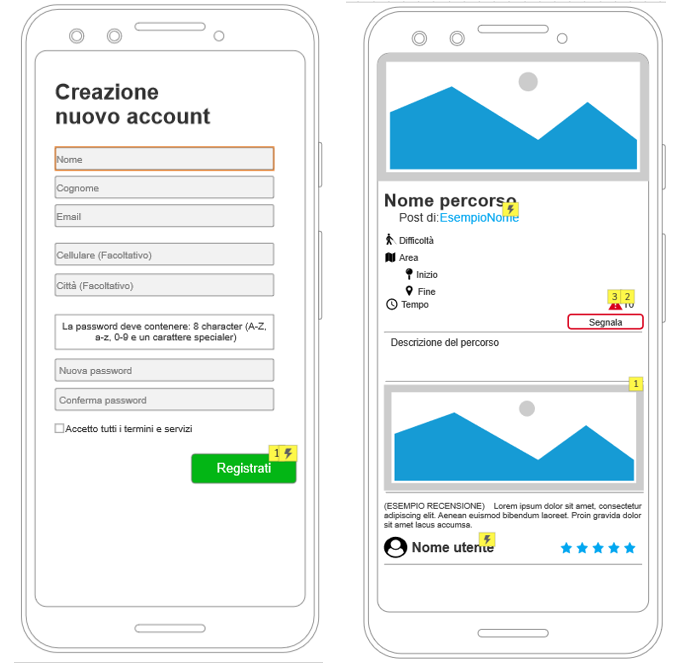 Creazione
nuovo account
Nome
Cognome
Email
Cellulare (Facoltativo)
Città (Facoltativo)
La password deve contenere: 8 character (A-Z,
a-z, 0-9 e un carattere specialer)
Nuova password
Conferma password
Accetto tutti i termini e servizi
1
Registrati
Nome percorso
Post di:EsempioNome
Difficoltà
Area
Inizio
Fine
Tempo
3 2
10
Segnala
Descrizione del percorso
1
(ESEMPIO RECENSIONE) Lorem ipsum dolor sit amet, consectetur
adipiscing elit. Aenean euismod bibendum laoreet. Proin gravida dolor
sit amet lacus accumsa.
Nome utente